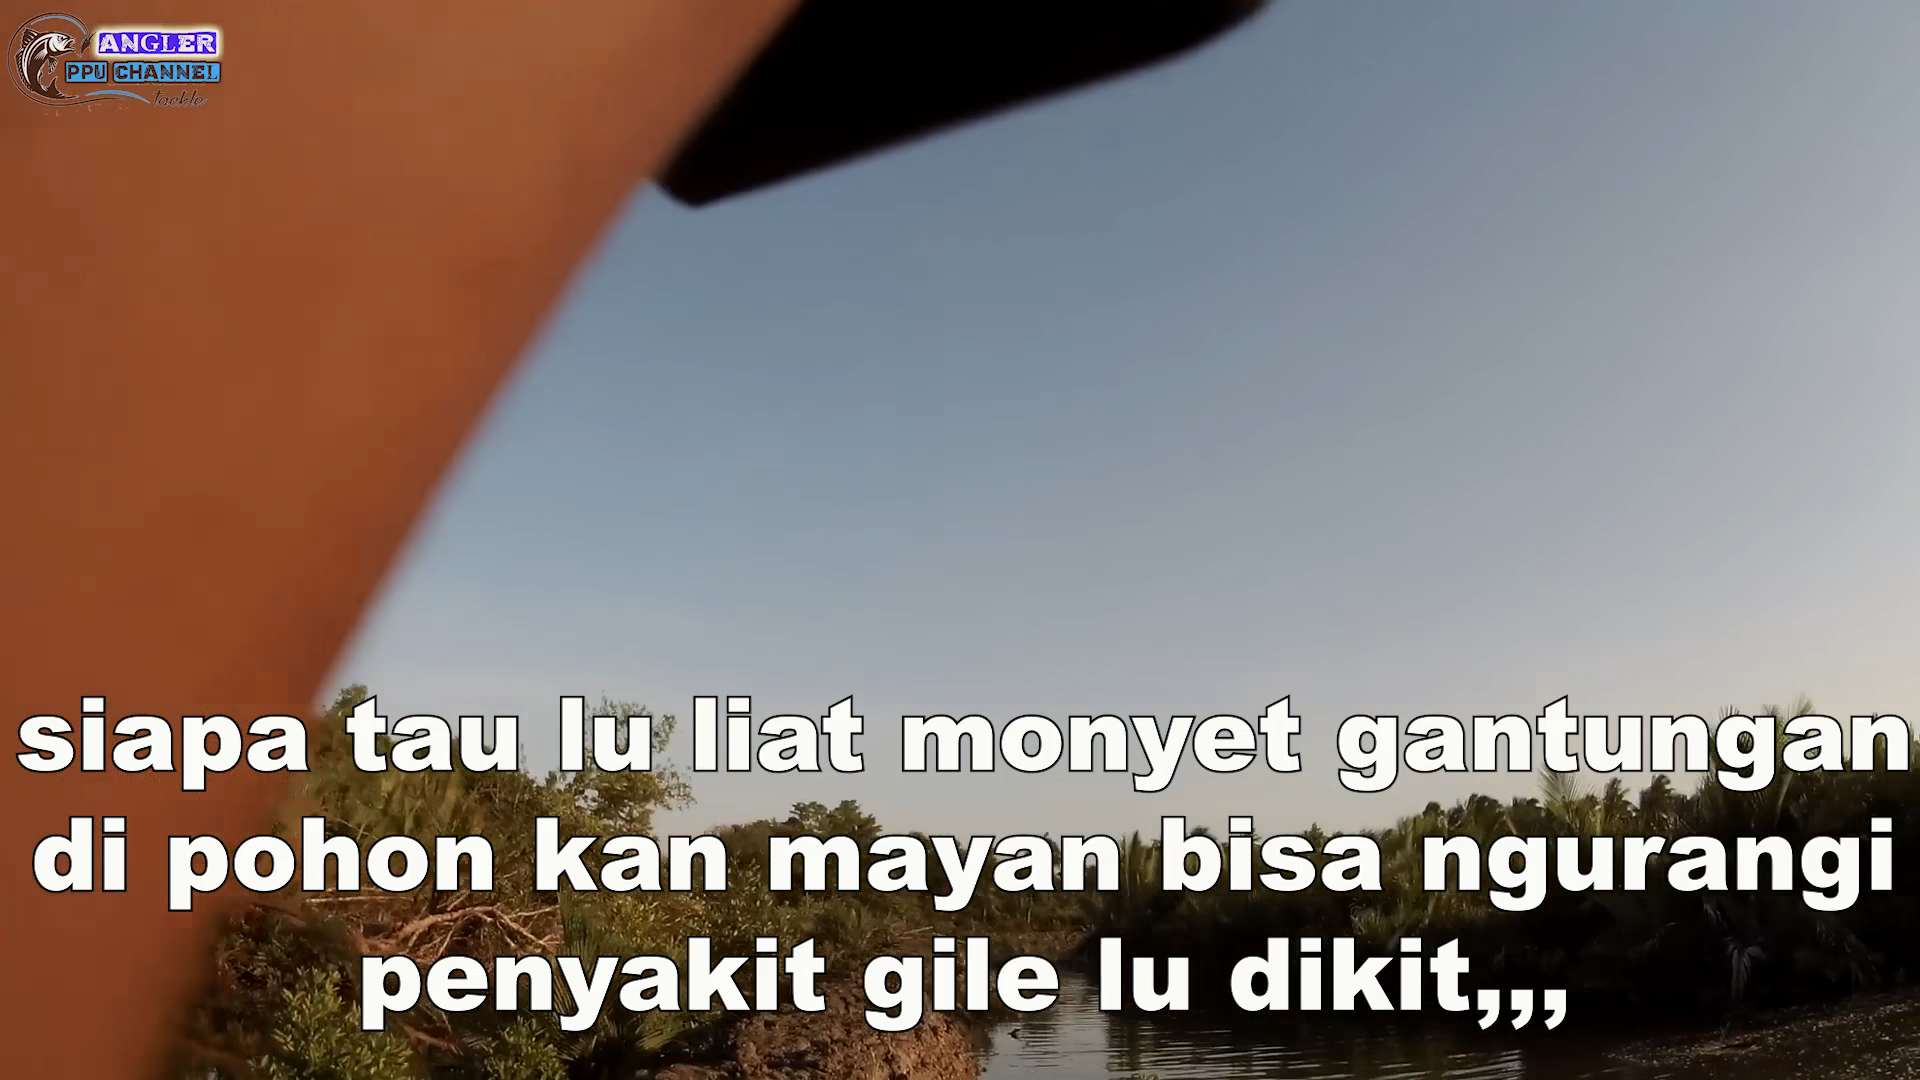 ANGLER
PPU CHANNEL
tackle
siapa tau lu liat monyet gantungan
di pohon kan mayan bisa ngurangi
penyakit gile lu dikit,,,